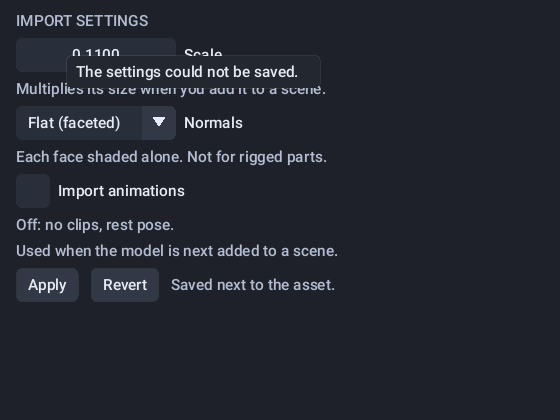 IMPORT SETTINGS
0.1100 Scale
The settings could not be saved.
Multiplies its size when you add it to a scene.
Flat (faceted) Normals
Each face shaded alone. Not for rigged parts.
Import animations
Off: no clips, rest pose.
Used when the model is next added to a scene.
Apply Revert Saved next to the asset.